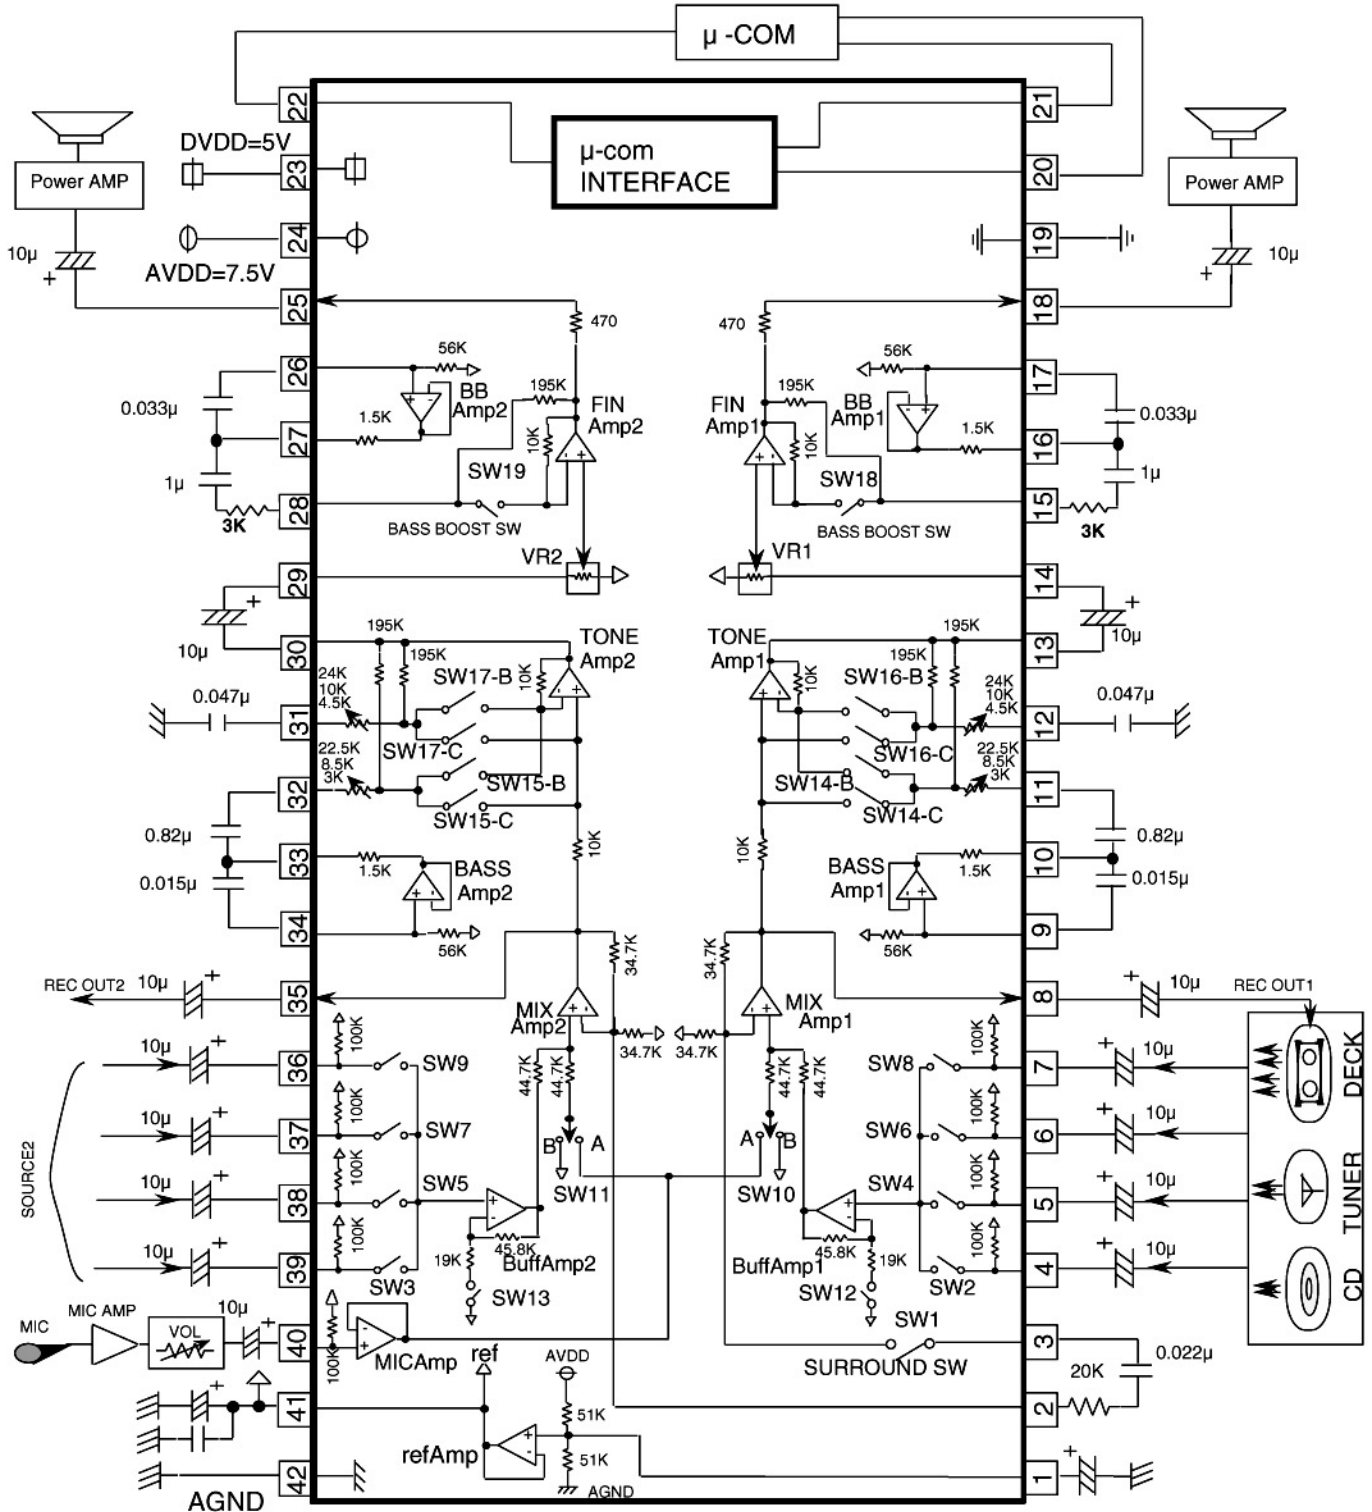 µ -COM
22
21
µ-com
INTERFACE
DVDD=5V
23
20
Power AMP
Power AMP
24
19
10µ
+
AVDD=7.5V
+
10µ
25
18
470
470
26
56K
56K
17
BB
Amp2
195K
FIN
Amp2
FIN
Amp1
195K
BB
Amp1
0.033µ
0.033µ
1.5K
1.5K
27
10K
10K
16
SW19
SW18
1µ
1µ
28
15
3K
BASS BOOST SW
BASS BOOST SW
3K
VR2
VR1
29
14
+
+
10µ
10µ
30
195K
195K
TONE
Amp2
TONE
Amp1
195K
195K
13
24K
10K
4.5K
SW17-B
10K
10K
SW16-B
24K
10K
4.5K
0.047µ
0.047µ
31
12
SW17-C
SW16-C
22.5K
8.5K
3K
22.5K
8.5K
3K
32
SW15-B
SW14-B
11
SW15-C
SW14-C
0.82µ
0.82µ
10K
10K
33
1.5K
BASS
Amp2
BASS
Amp1
1.5K
10
0.015µ
0.015µ
34
56K
56K
9
34.7K
34.7K
REC OUT2
10µ
+
35
8
+
10µ
REC OUT1
MIX
Amp2
MIX
Amp1
34.7K
34.7K
10µ
+
36
100K
SW9
44.7K
44.7K
44.7K
44.7K
SW8
100K
7
+
10µ
DECK
10µ
+
37
100K
SW7
B
A
A
B
SW6
100K
6
+
10µ
SOURCE2
10µ
+
38
100K
SW5
SW11
SW10
SW4
100K
5
+
10µ
TUNER
10µ
+
39
100K
SW3
19K
45.8K
BuffAmp2
BuffAmp1
45.8K
19K
SW2
100K
4
+
10µ
CD
SW13
SW12
MIC
MIC AMP
VOL
10µ
+
40
100K
MICAmp
SW1
3
SURROUND SW
0.022µ
20K
ref
AVDD
+
41
51K
2
refAmp
51K
42
AGND
AGND
1
+